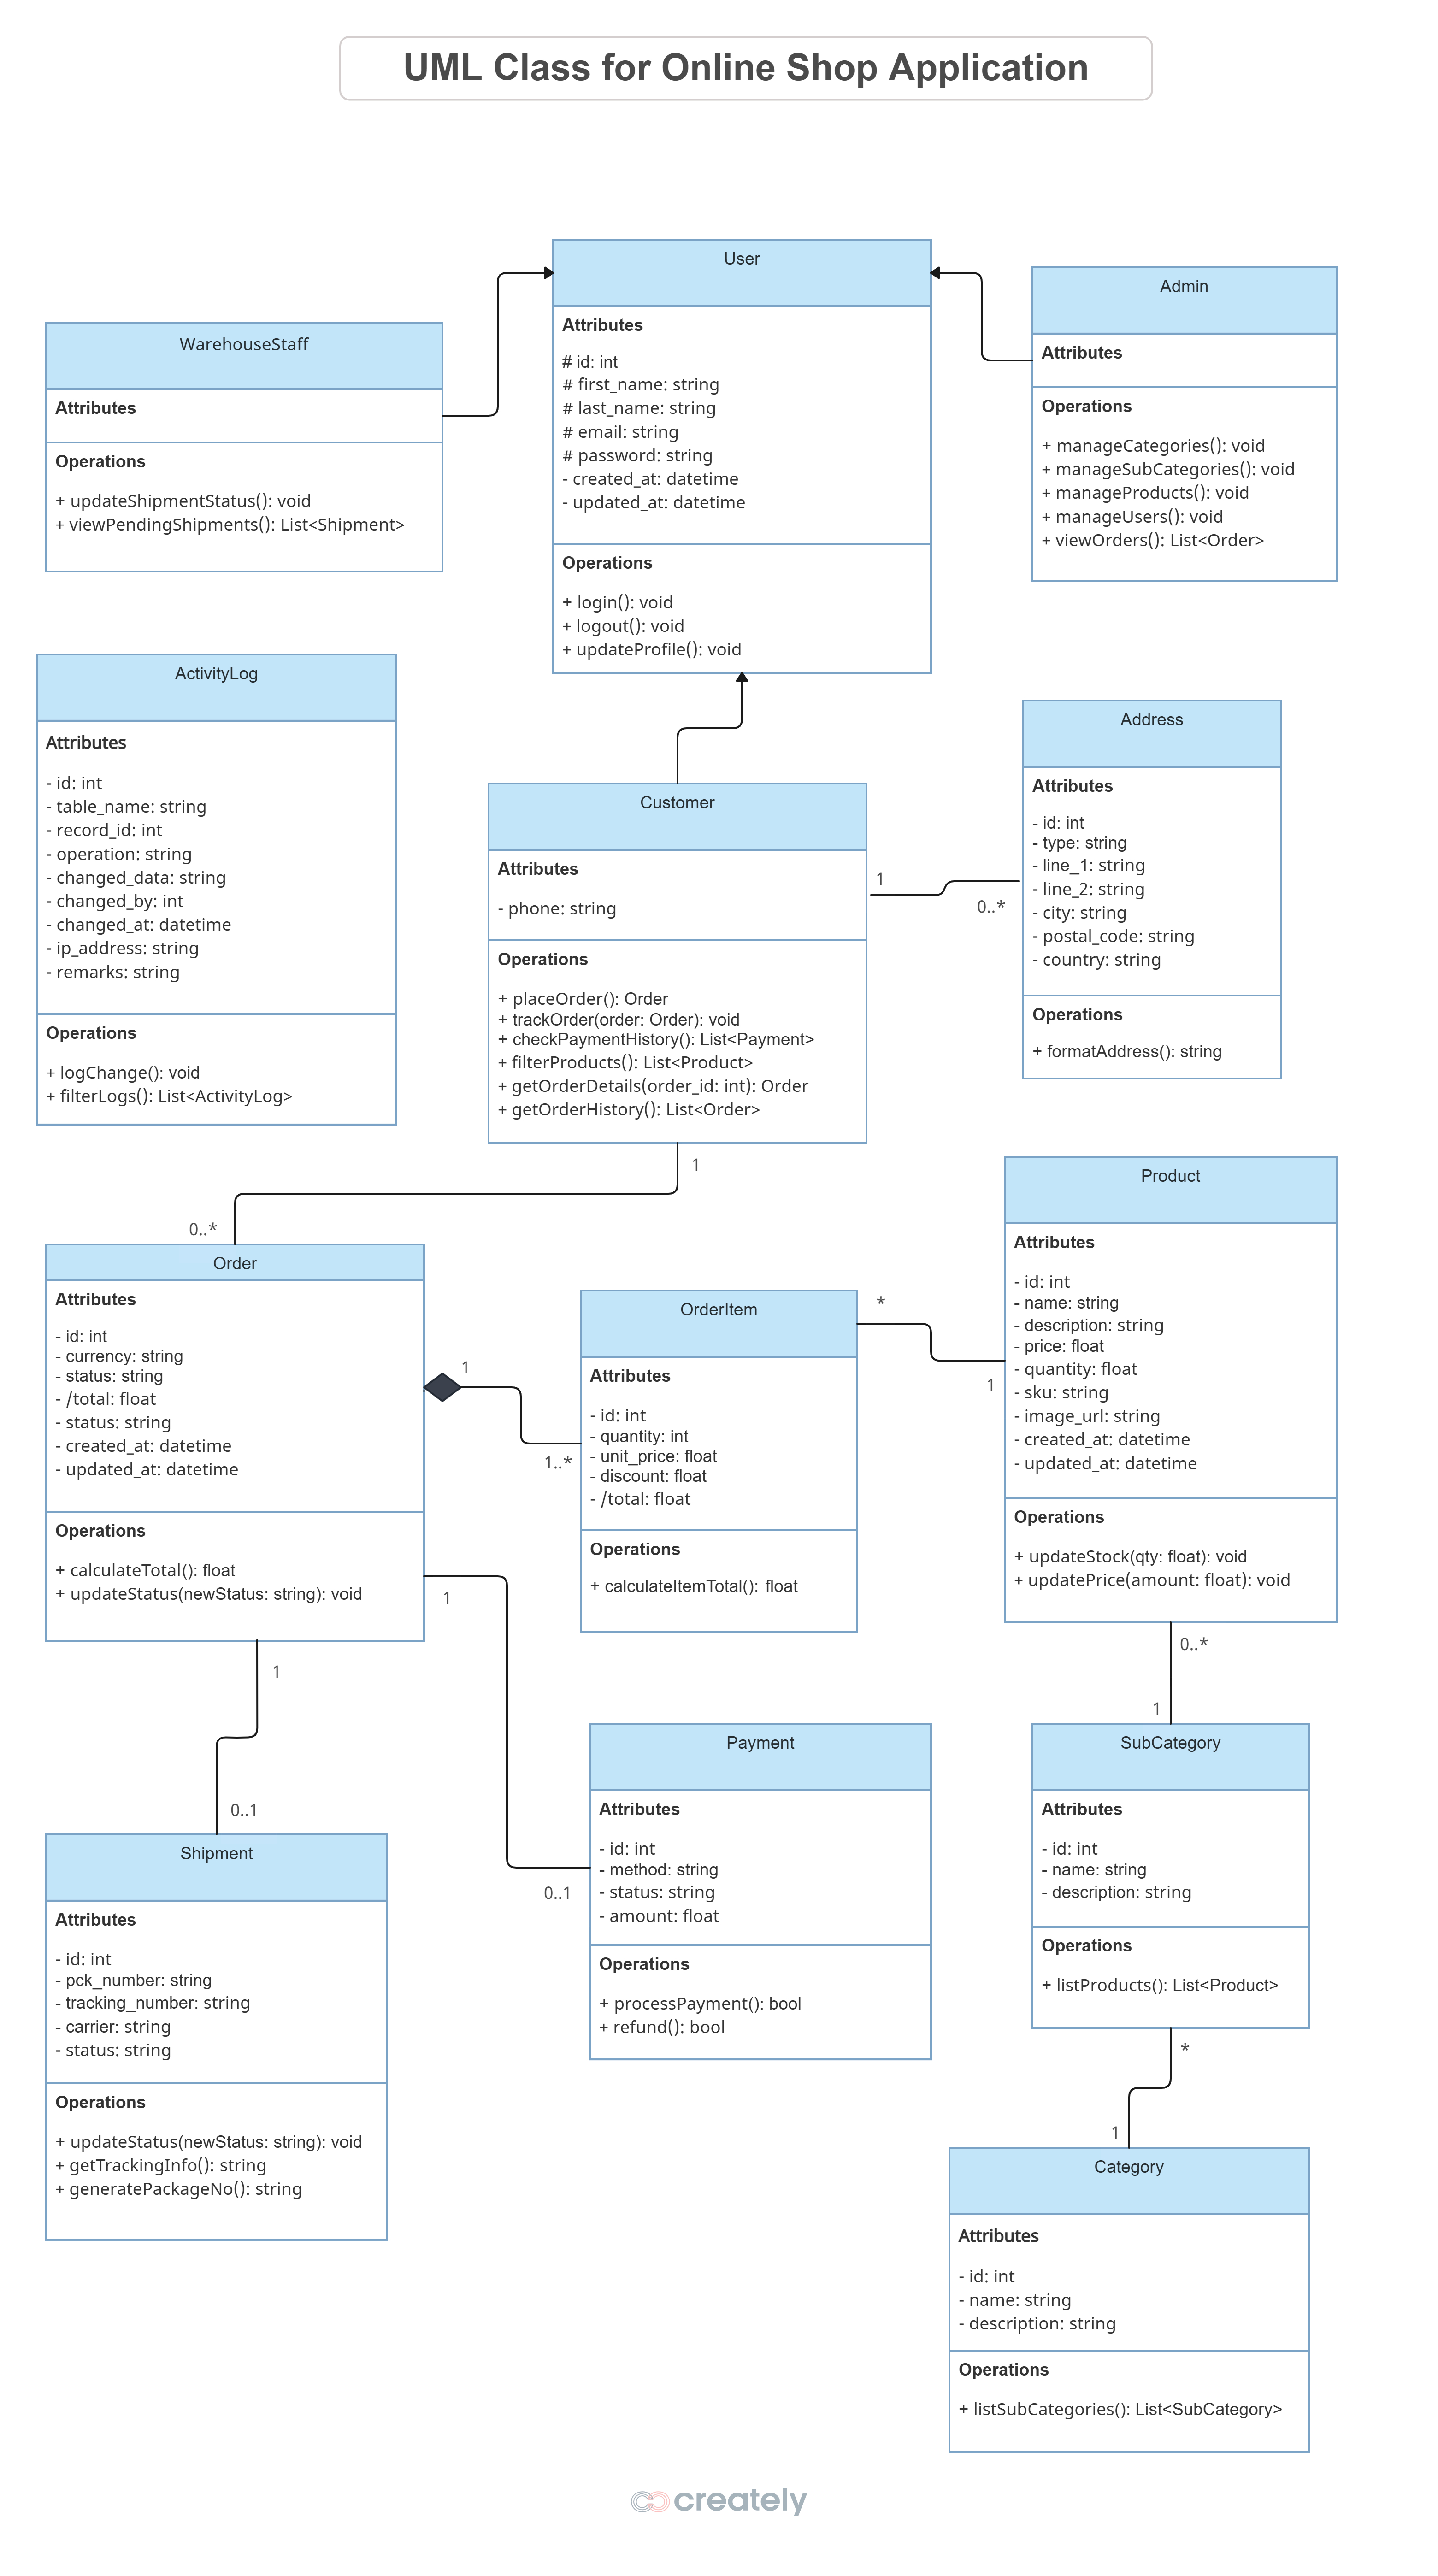 UML Class for Online Shop Application
User
Attributes
# id: int
# first_name: string
# last_name: string
# email: string
# password: string
- created_at: datetime
- updated_at: datetime
Operations
+ login(): void
+ logout(): void
+ updateProfile(): void
Admin
Attributes
Operations
+ manageCategories(): void
+ manageSubCategories(): void
+ manageProducts(): void
+ manageUsers(): void
+ viewOrders(): List<Order>
WarehouseStaff
Attributes
Operations
+ updateShipmentStatus(): void
+ viewPendingShipments(): List<Shipment>
ActivityLog
Attributes
- id: int
- table_name: string
- record_id: int
- operation: string
- changed_data: string
- changed_by: int
- changed_at: datetime
- ip_address: string
- remarks: string
Operations
+ logChange(): void
+ filterLogs(): List<ActivityLog>
Customer
Attributes
- phone: string
Operations
+ placeOrder(): Order
+ trackOrder(order: Order): void
+ checkPaymentHistory(): List<Payment>
+ filterProducts(): List<Product>
+ getOrderDetails(order_id: int): Order
+ getOrderHistory(): List<Order>
1
0..*
Address
Attributes
- id: int
- type: string
- line_1: string
- line_2: string
- city: string
- postal_code: string
- country: string
Operations
+ formatAddress(): string
1
0..*
Order
Attributes
- id: int
- currency: string
- status: string
- /total: float
- status: string
- created_at: datetime
- updated_at: datetime
Operations
+ calculateTotal(): float
+ updateStatus(newStatus: string): void
1
1..*
OrderItem
Attributes
- id: int
- quantity: int
- unit_price: float
- discount: float
- /total: float
Operations
+ calculateItemTotal(): float
*
1
Product
Attributes
- id: int
- name: string
- description: string
- price: float
- quantity: float
- sku: string
- image_url: string
- created_at: datetime
- updated_at: datetime
Operations
+ updateStock(qty: float): void
+ updatePrice(amount: float): void
1
0..1
1
0..1
0..*
1
Shipment
Attributes
- id: int
- pck_number: string
- tracking_number: string
- carrier: string
- status: string
Operations
+ updateStatus(newStatus: string): void
+ getTrackingInfo(): string
+ generatePackageNo(): string
Payment
Attributes
- id: int
- method: string
- status: string
- amount: float
Operations
+ processPayment(): bool
+ refund(): bool
SubCategory
Attributes
- id: int
- name: string
- description: string
Operations
+ listProducts(): List<Product>
*
1
Category
Attributes
- id: int
- name: string
- description: string
Operations
+ listSubCategories(): List<SubCategory>
creately